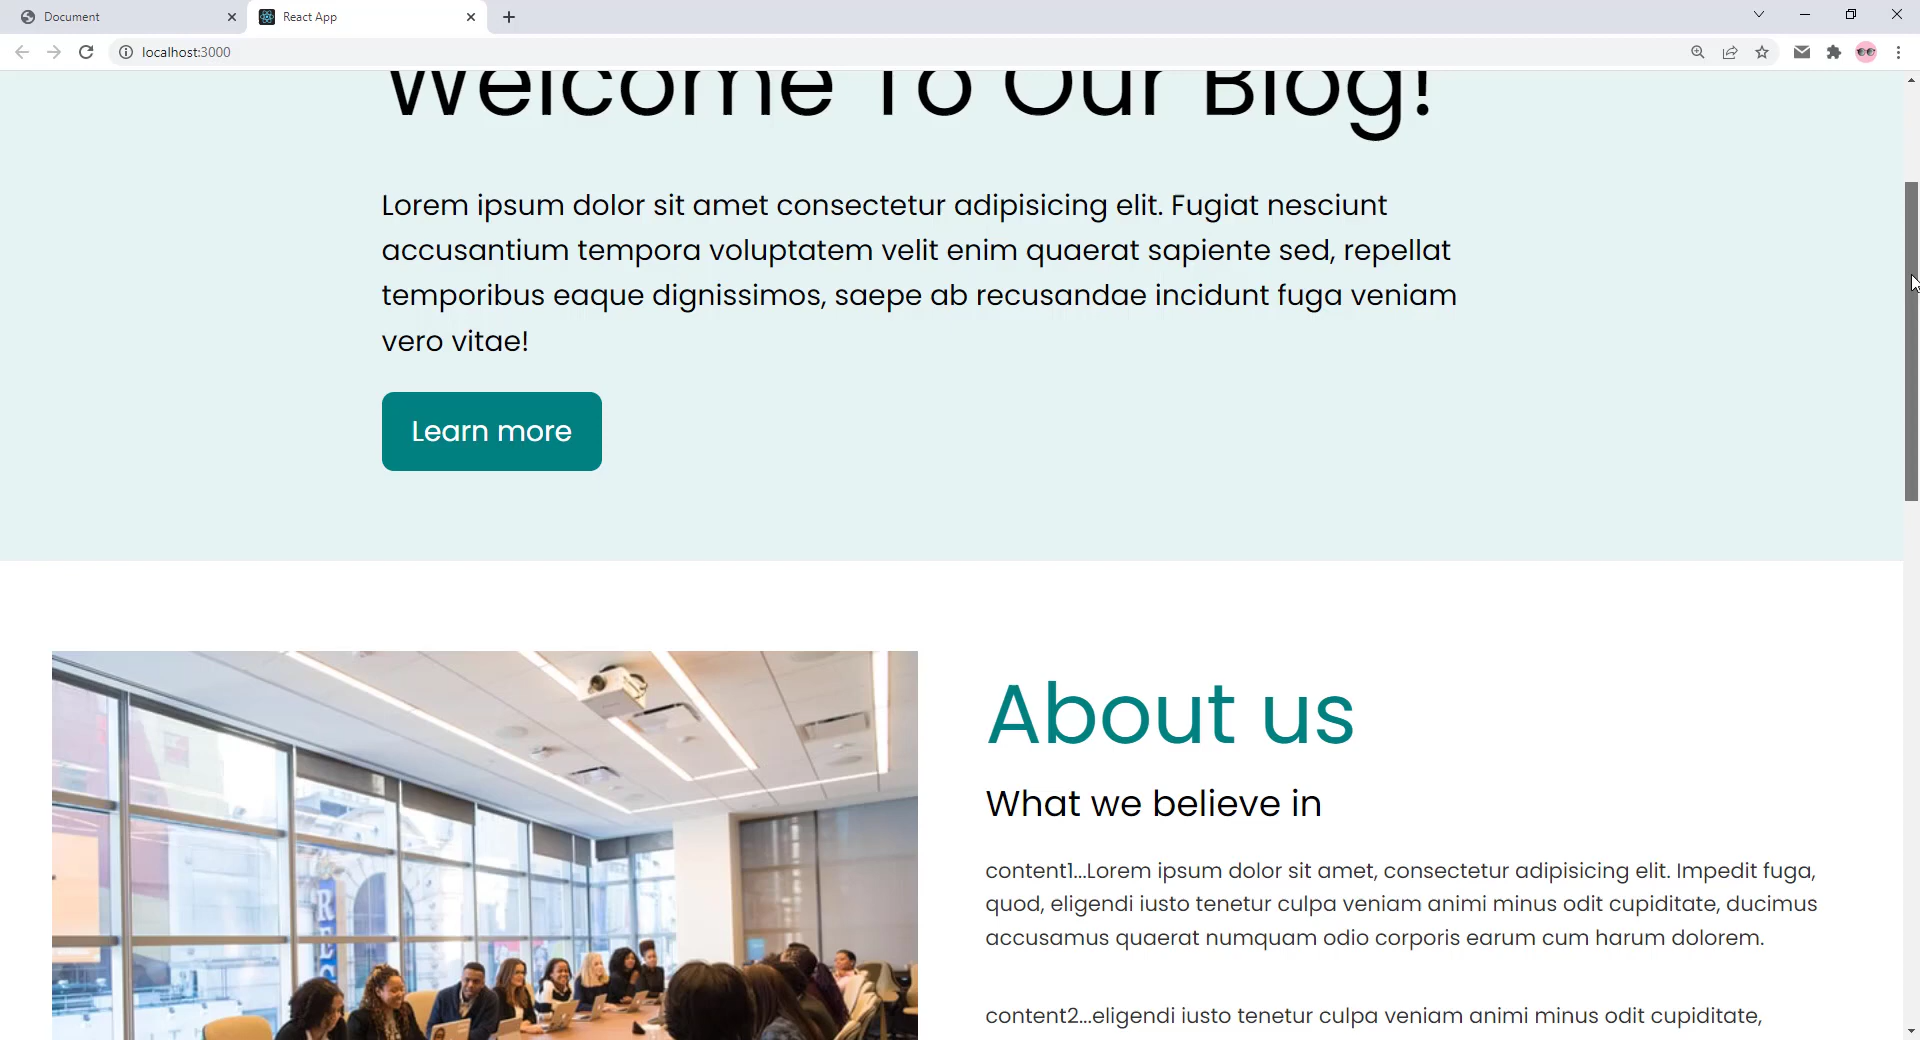 Document
React App
localhost:3000
Welcome To Our Blog!
Lorem ipsum dolor sit amet consectetur adipisicing elit. Fugiat nesciunt
accusantium tempora voluptatem velit enim quaerat sapiente sed, repellat
temporibus eaque dignissimos, saepe ab recusandae incidunt fuga veniam
vero vitae!
Learn more
About us
What we believe in
content1...Lorem ipsum dolor sit amet, consectetur adipisicing elit. Impedit fuga,
quod, eligendi iusto tenetur culpa veniam animi minus odit cupiditate, ducimus
accusamus quaerat numquam odio corporis earum cum harum dolorem.
content2...eligendi iusto tenetur culpa veniam animi minus odit cupiditate,